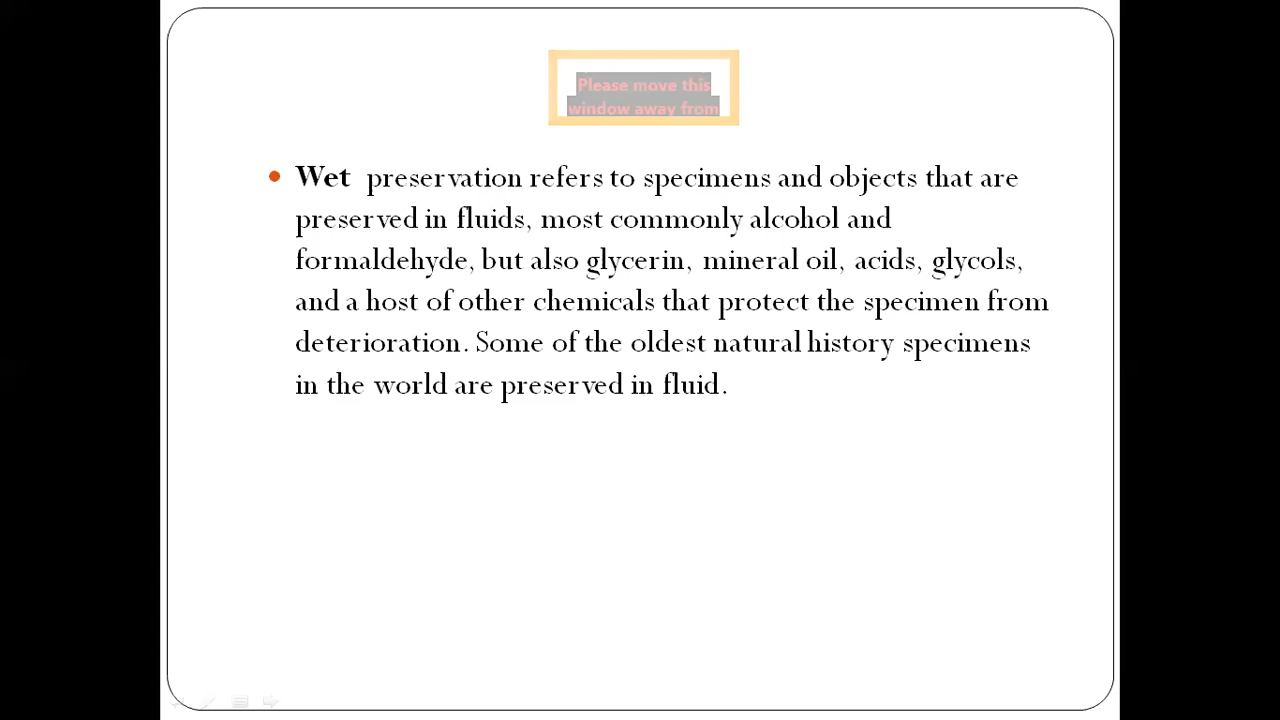 Please move this
window away from
• Wet preservation refers to specimens and objects that are
preserved in fluids, most commonly alcohol and
formaldehyde, but also glycerin, mineral oil, acids, glycols,
and a host of other chemicals that protect the specimen from
deterioration. Some of the oldest natural history specimens
in the world are preserved in fluid.